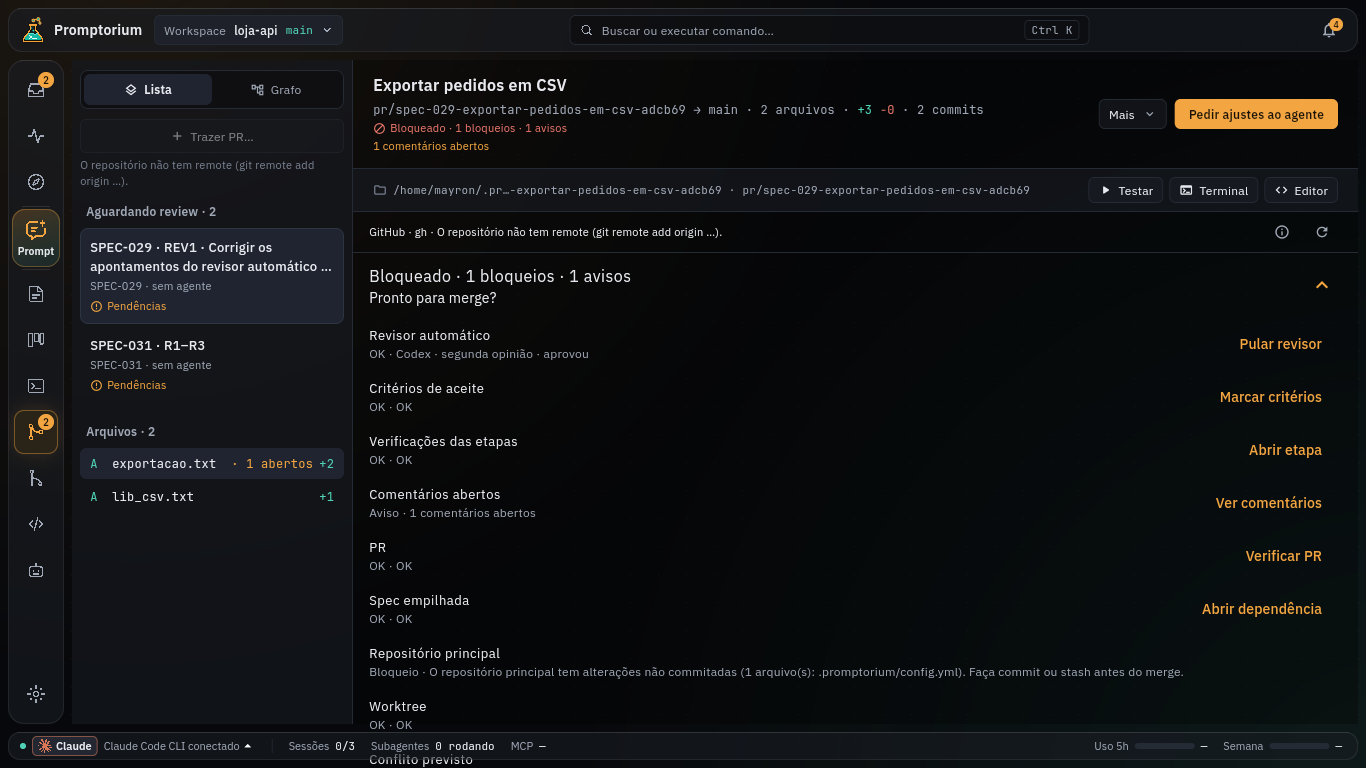 Promptorium
Workspace loja-api main
Buscar ou executar comando...
Ctrl K
4
2
Prompt
2
Lista
Grafo
+ Trazer PR...
O repositório não tem remote (git remote add
origin ...).
Aguardando review · 2
SPEC-029 · REV1 · Corrigir os
apontamentos do revisor automático ...
SPEC-029 · sem agente
Pendências
SPEC-031 · R1–R3
SPEC-031 · sem agente
Pendências
Arquivos · 2
A exportacao.txt · 1 abertos +2
A lib_csv.txt +1
Exportar pedidos em CSV
pr/spec-029-exportar-pedidos-em-csv-adcb69 → main · 2 arquivos · +3 -0 · 2 commits
Bloqueado · 1 bloqueios · 1 avisos
1 comentários abertos
Mais
Pedir ajustes ao agente
/home/mayron/.pr…-exportar-pedidos-em-csv-adcb69 · pr/spec-029-exportar-pedidos-em-csv-adcb69
Testar
Terminal
Editor
GitHub · gh · O repositório não tem remote (git remote add origin ...).
Bloqueado · 1 bloqueios · 1 avisos
Pronto para merge?
Revisor automático
OK · Codex · segunda opinião · aprovou
Pular revisor
Critérios de aceite
OK · OK
Marcar critérios
Verificações das etapas
OK · OK
Abrir etapa
Comentários abertos
Aviso · 1 comentários abertos
Ver comentários
PR
OK · OK
Verificar PR
Spec empilhada
OK · OK
Abrir dependência
Repositório principal
Bloqueio · O repositório principal tem alterações não commitadas (1 arquivo(s): .promptorium/config.yml). Faça commit ou stash antes do merge.
Worktree
OK · OK
Conflito previsto
Claude
Claude Code CLI conectado
Sessões 0/3
Subagentes 0 rodando
MCP —
Uso 5h —
Semana —